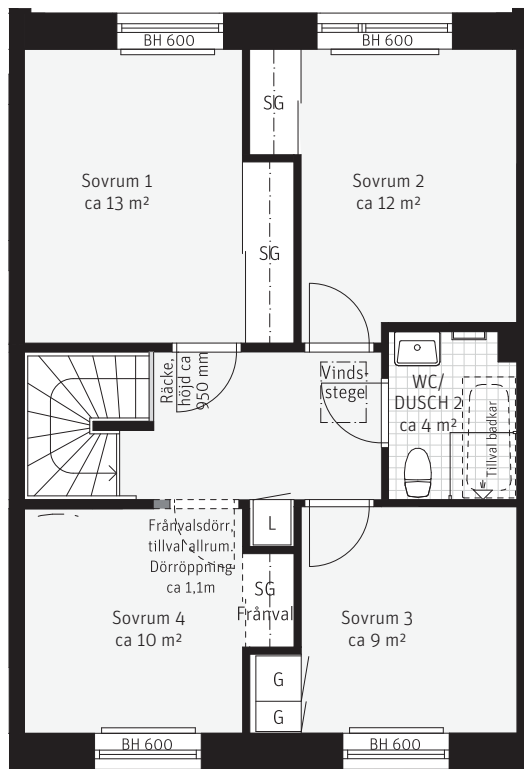 BH 600
BH 600
SG
Sovrum 1
ca 13 m²
Sovrum 2
ca 12 m²
SG
Räcke,
höjd ca
950 mm
Vinds-
stege
WC/
DUSCH 2
ca 4 m²
Tillval badkar
L
Frånvalsdörr,
tillval allrum.
Dörröppning
ca 1,1m
SG
Frånval
Sovrum 4
ca 10 m²
Sovrum 3
ca 9 m²
G
G
BH 600
BH 600